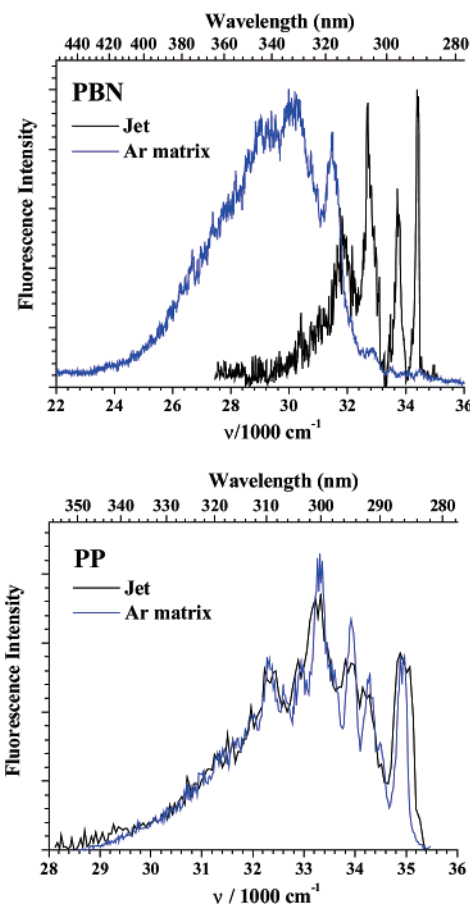 Wavelength (nm)
440 420 400 380 360 340 320 300 280
PBN
Jet
Ar matrix
Fluorescence Intensity
22 24 26 28 30 32 34 36
ν/1000 cm⁻¹
Wavelength (nm)
350 340 330 320 310 300 290 280
PP
Jet
Ar matrix
Fluorescence Intensity
28 29 30 31 32 33 34 35 36
ν / 1000 cm⁻¹